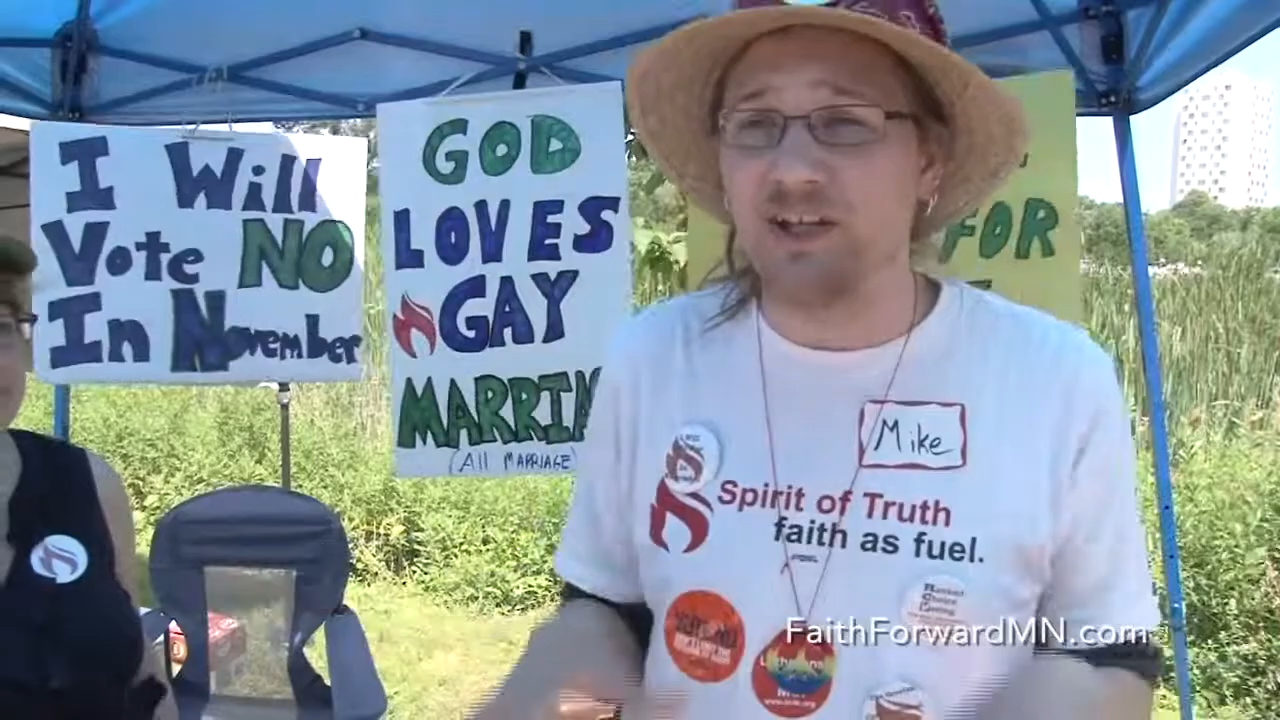 I Will
Vote NO
In November
GOD
LOVES
GAY
MARRIA
(All MARRIAGE)
FOR
Mike
Spirit of Truth
faith as fuel.
FaithForwardMN.com